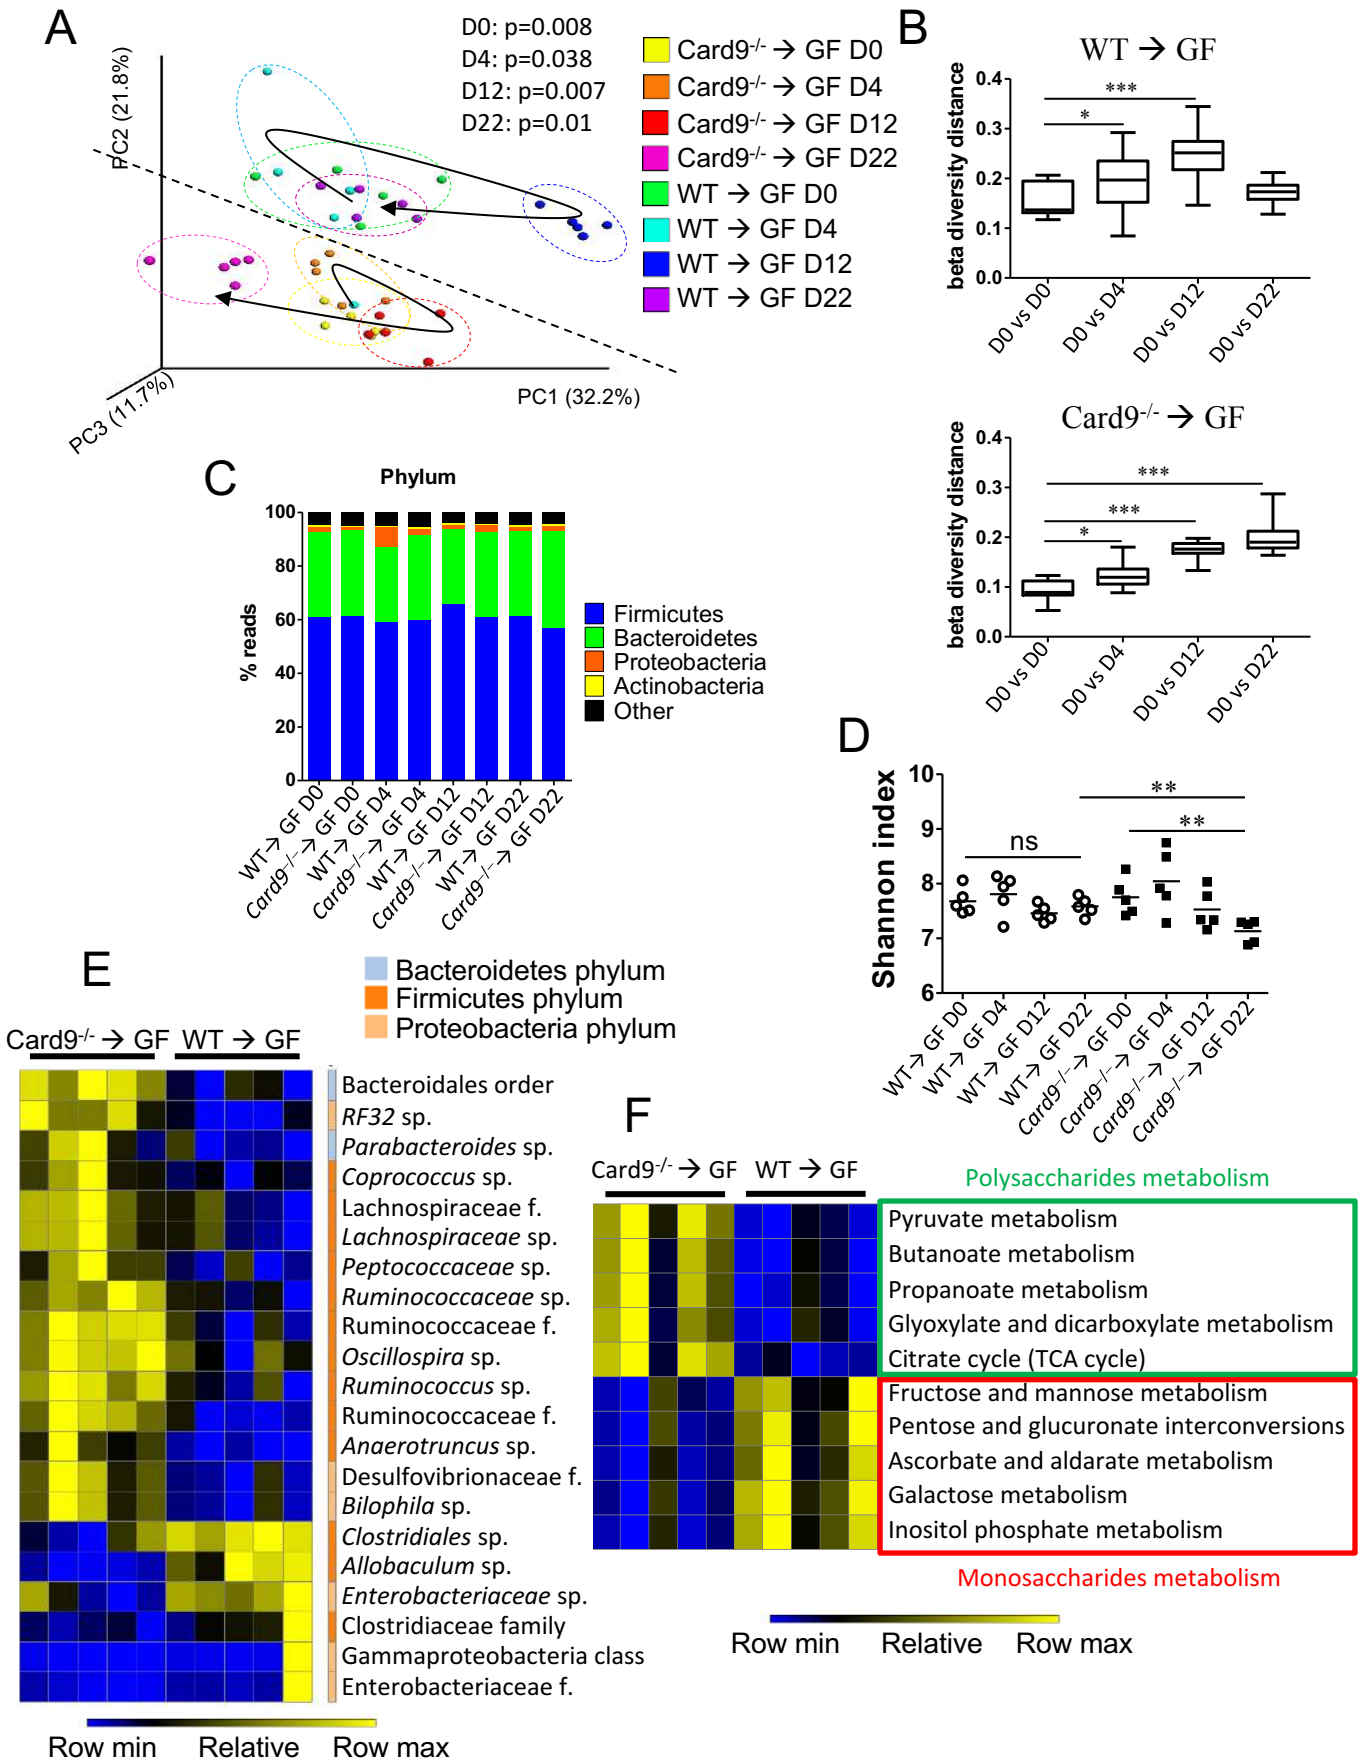 A
PC2 (21.8%)
PC1 (32.2%)
PC3 (11.7%)
D0: p=0.008
D4: p=0.038
D12: p=0.007
D22: p=0.01
Card9-/- → GF D0
Card9-/- → GF D4
Card9-/- → GF D12
Card9-/- → GF D22
WT → GF D0
WT → GF D4
WT → GF D12
WT → GF D22
B
WT → GF
beta diversity distance
0.4
0.3
0.2
0.1
0.0
***
*
D0 vs D0
D0 vs D4
D0 vs D12
D0 vs D22
Card9-/- → GF
beta diversity distance
0.4
0.3
0.2
0.1
0.0
***
***
*
D0 vs D0
D0 vs D4
D0 vs D12
D0 vs D22
C
Phylum
% reads
100
80
60
40
20
0
WT→ GF D0
Card9-/-→ GF D0
WT→ GF D4
Card9-/-→ GF D4
WT→ GF D12
Card9-/-→ GF D12
WT→ GF D22
Card9-/-→ GF D22
Firmicutes
Bacteroidetes
Proteobacteria
Actinobacteria
Other
D
Shannon index
10
9
8
7
6
ns
**
**
WT→ GF D0
WT→ GF D4
WT→ GF D12
WT→ GF D22
Card9-/-→ GF D0
Card9-/-→ GF D4
Card9-/-→ GF D12
Card9-/-→ GF D22
E
Bacteroidetes phylum
Firmicutes phylum
Proteobacteria phylum
Card9-/- → GF WT → GF
Bacteroidales order
RF32 sp.
Parabacteroides sp.
Coprococcus sp.
Lachnospiraceae f.
Lachnospiraceae sp.
Peptococcaceae sp.
Ruminococcaceae sp.
Ruminococcaceae f.
Oscillospira sp.
Ruminococcus sp.
Ruminococcaceae f.
Anaerotruncus sp.
Desulfovibrionaceae f.
Bilophila sp.
Clostridiales sp.
Allobaculum sp.
Enterobacteriaceae sp.
Clostridiaceae family
Gammaproteobacteria class
Enterobacteriaceae f.
Row min Relative Row max
F
Card9-/- → GF WT → GF
Polysaccharides metabolism
Pyruvate metabolism
Butanoate metabolism
Propanoate metabolism
Glyoxylate and dicarboxylate metabolism
Citrate cycle (TCA cycle)
Fructose and mannose metabolism
Pentose and glucuronate interconversions
Ascorbate and aldarate metabolism
Galactose metabolism
Inositol phosphate metabolism
Monosaccharides metabolism
Row min Relative Row max